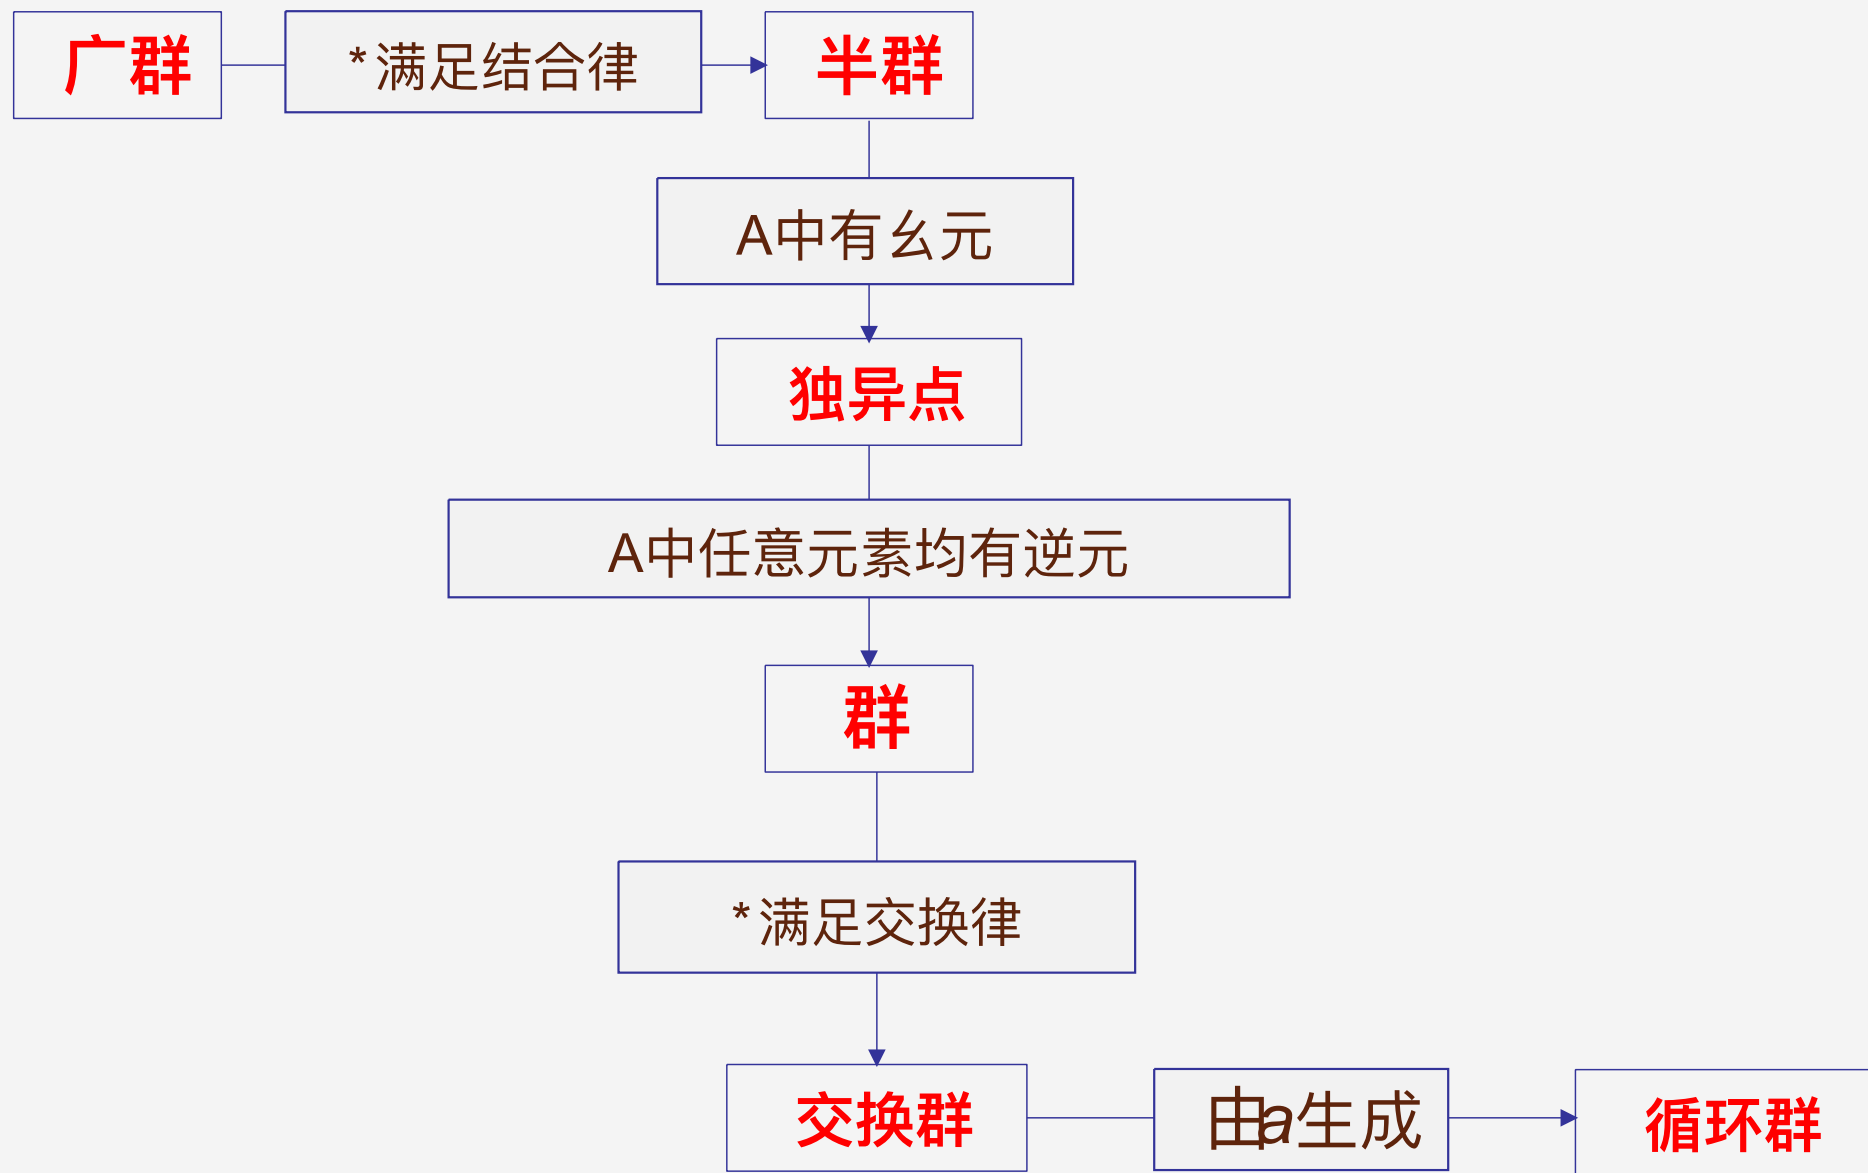 广群
*满足结合律
半群
A中有幺元
独异点
A中任意元素均有逆元
群
*满足交换律
交换群
由a生成
循环群